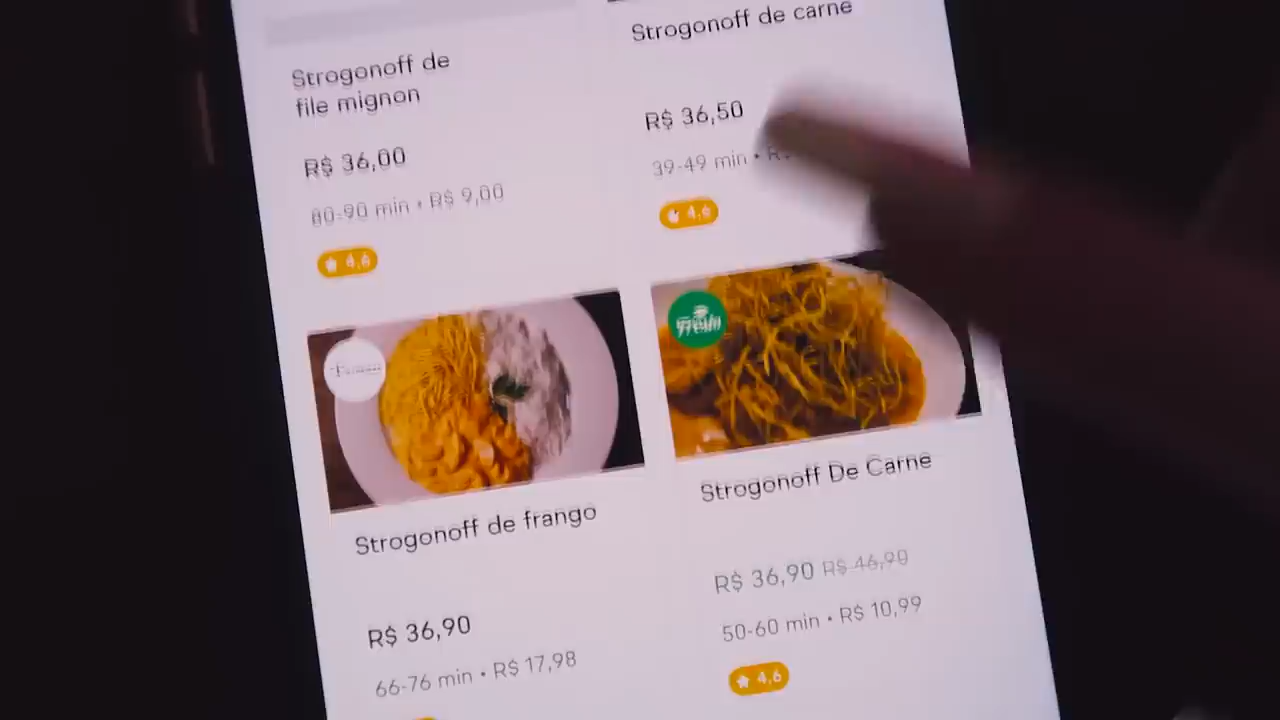 Strogonoff de
file mignon
R$ 36,00
80-90 min • R$ 9,00
4,6
Strogonoff de carne
R$ 36,50
39-49 min •
4,6
Strogonoff de frango
R$ 36,90
66-76 min • R$ 17,98
Fresh
Strogonoff De Carne
R$ 36,90 R$ 46,90
50-60 min • R$ 10,99
4,6